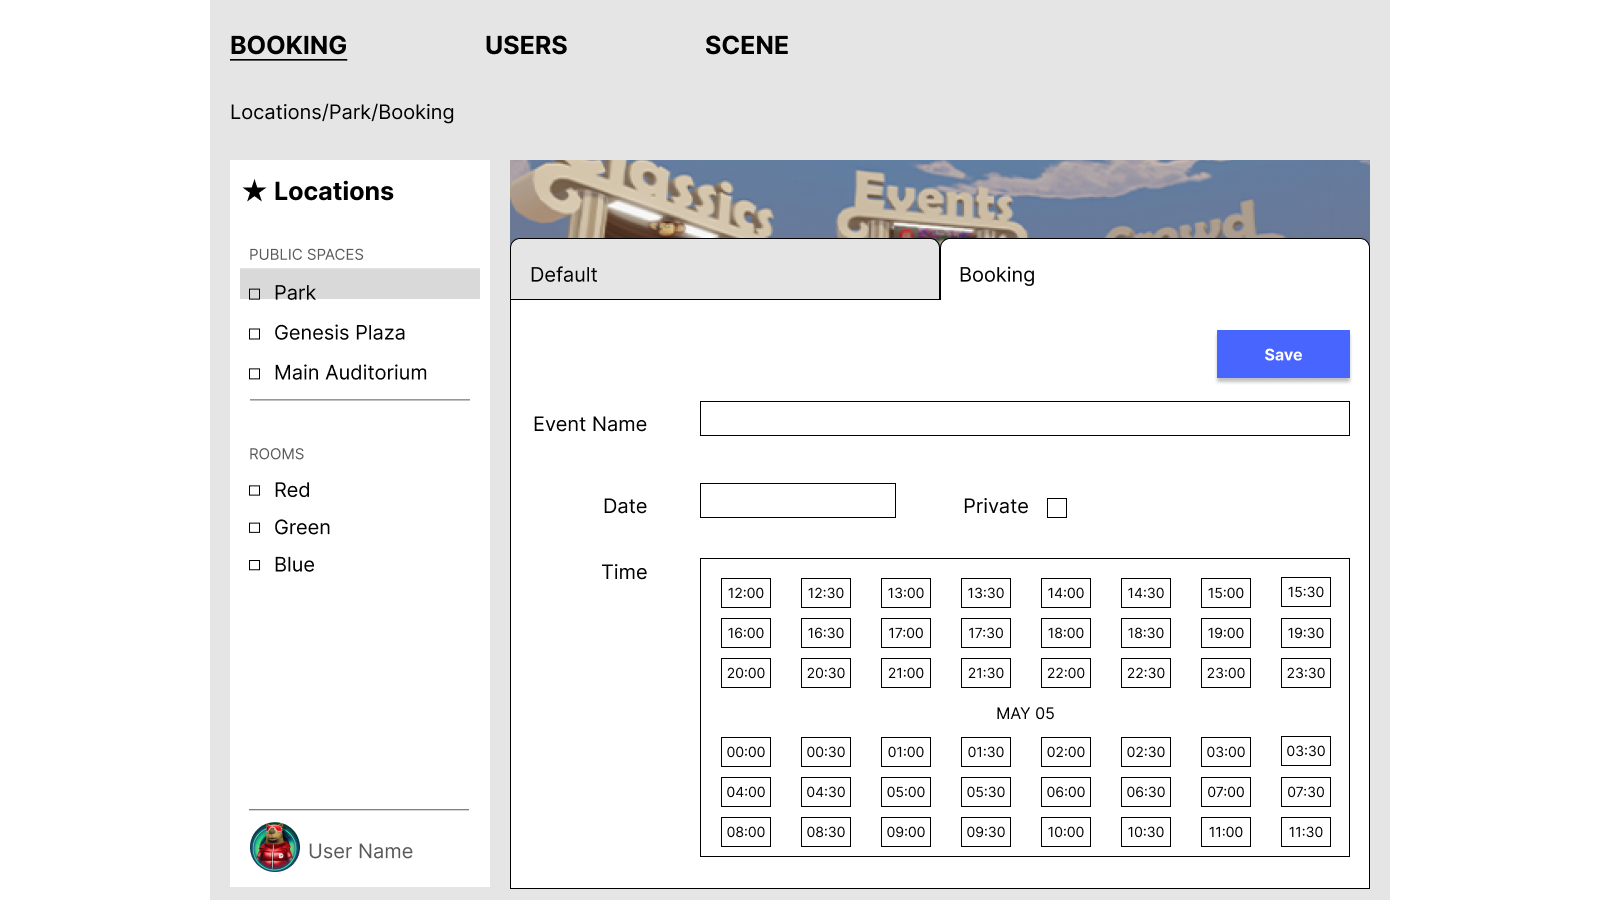 BOOKING USERS SCENE
Locations/Park/Booking
★ Locations
PUBLIC SPACES
Park
Genesis Plaza
Main Auditorium
ROOMS
Red
Green
Blue
User Name
Classics Events Crowd
Default Booking
Save
Event Name
Date Private
Time
12:00 12:30 13:00 13:30 14:00 14:30 15:00 15:30
16:00 16:30 17:00 17:30 18:00 18:30 19:00 19:30
20:00 20:30 21:00 21:30 22:00 22:30 23:00 23:30
MAY 05
00:00 00:30 01:00 01:30 02:00 02:30 03:00 03:30
04:00 04:30 05:00 05:30 06:00 06:30 07:00 07:30
08:00 08:30 09:00 09:30 10:00 10:30 11:00 11:30